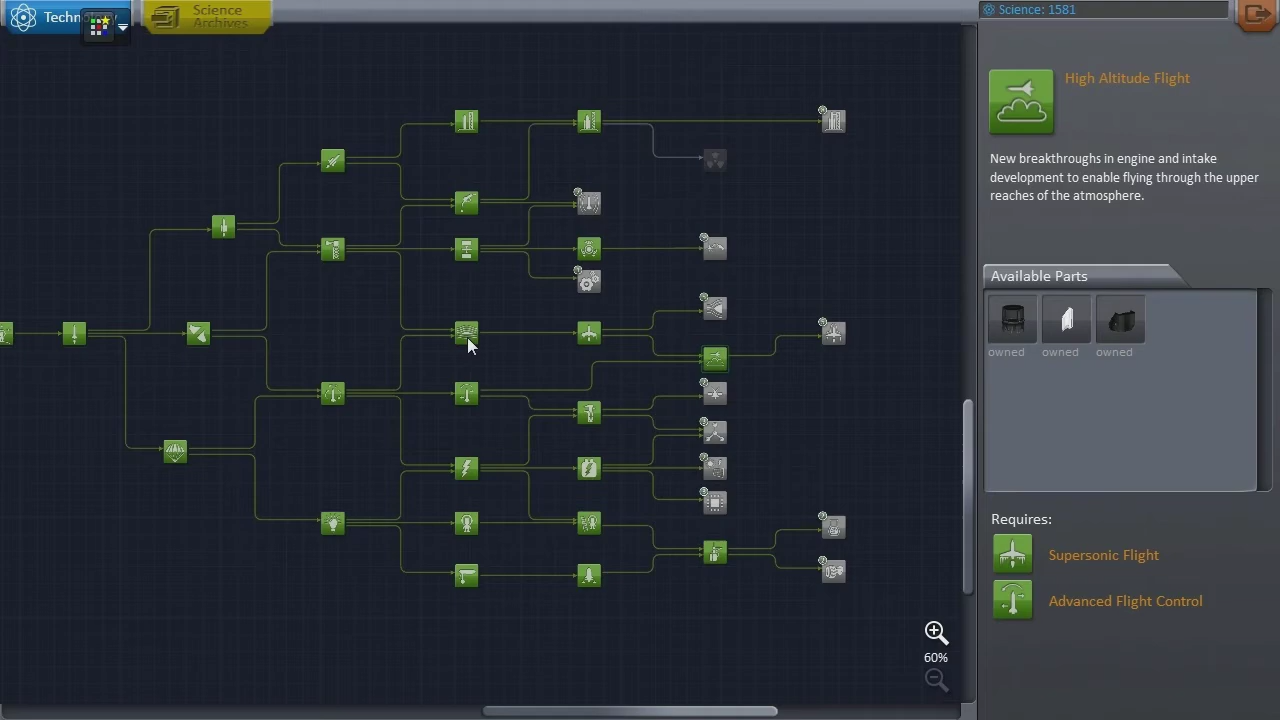 Techno
Science
Archives
Science: 1581
High Altitude Flight
New breakthroughs in engine and intake
development to enable flying through the upper
reaches of the atmosphere.
Available Parts
owned owned owned
Requires:
Supersonic Flight
Advanced Flight Control
60%